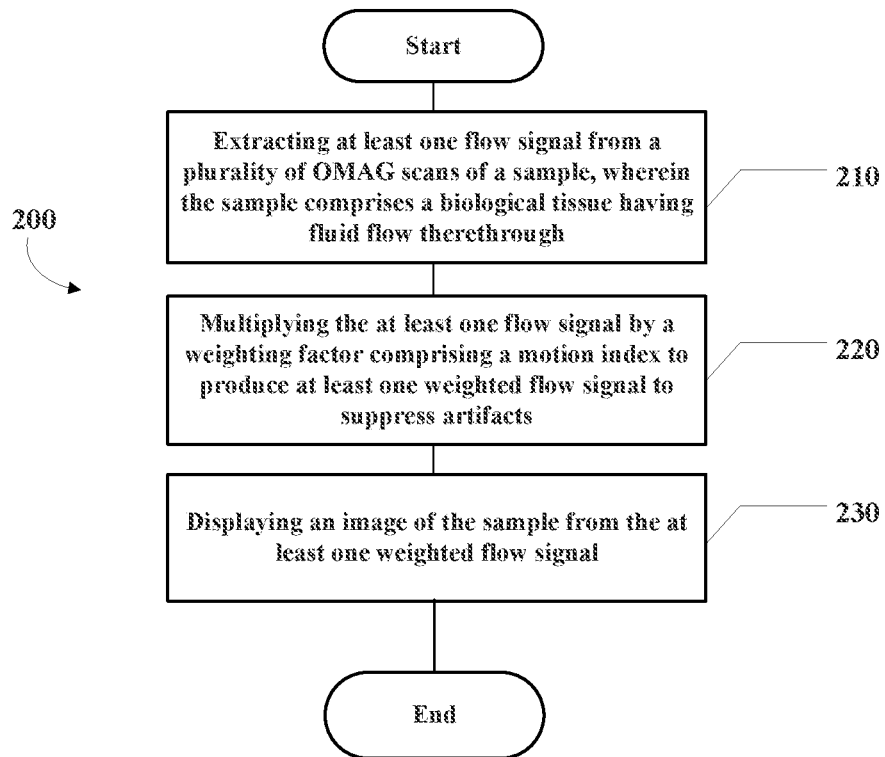 Start
Extracting at least one flow signal from a
plurality of OMAG scans of a sample, wherein
the sample comprises a biological tissue having
fluid flow therethrough
210
200
Multiplying the at least one flow signal by a
weighting factor comprising a motion index to
produce at least one weighted flow signal to
suppress artifacts
220
Displaying an image of the sample from the at
least one weighted flow signal
230
End